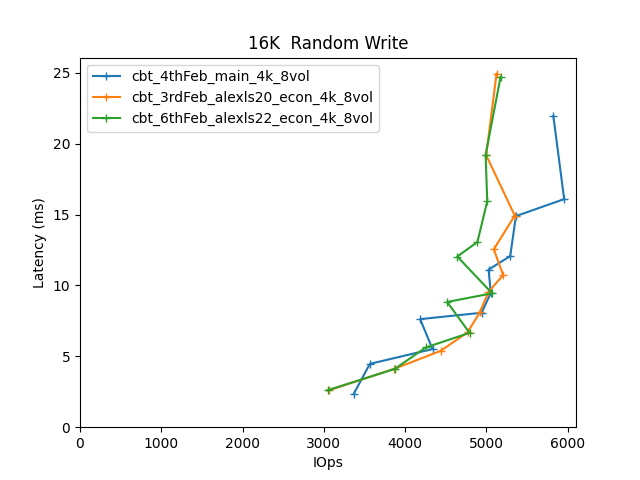 16K  Random Write
cbt_4thFeb_main_4k_8vol
cbt_3rdFeb_alexls20_econ_4k_8vol
cbt_6thFeb_alexls22_econ_4k_8vol
Latency (ms)
25
20
15
10
5
0
0 1000 2000 3000 4000 5000 6000
IOps